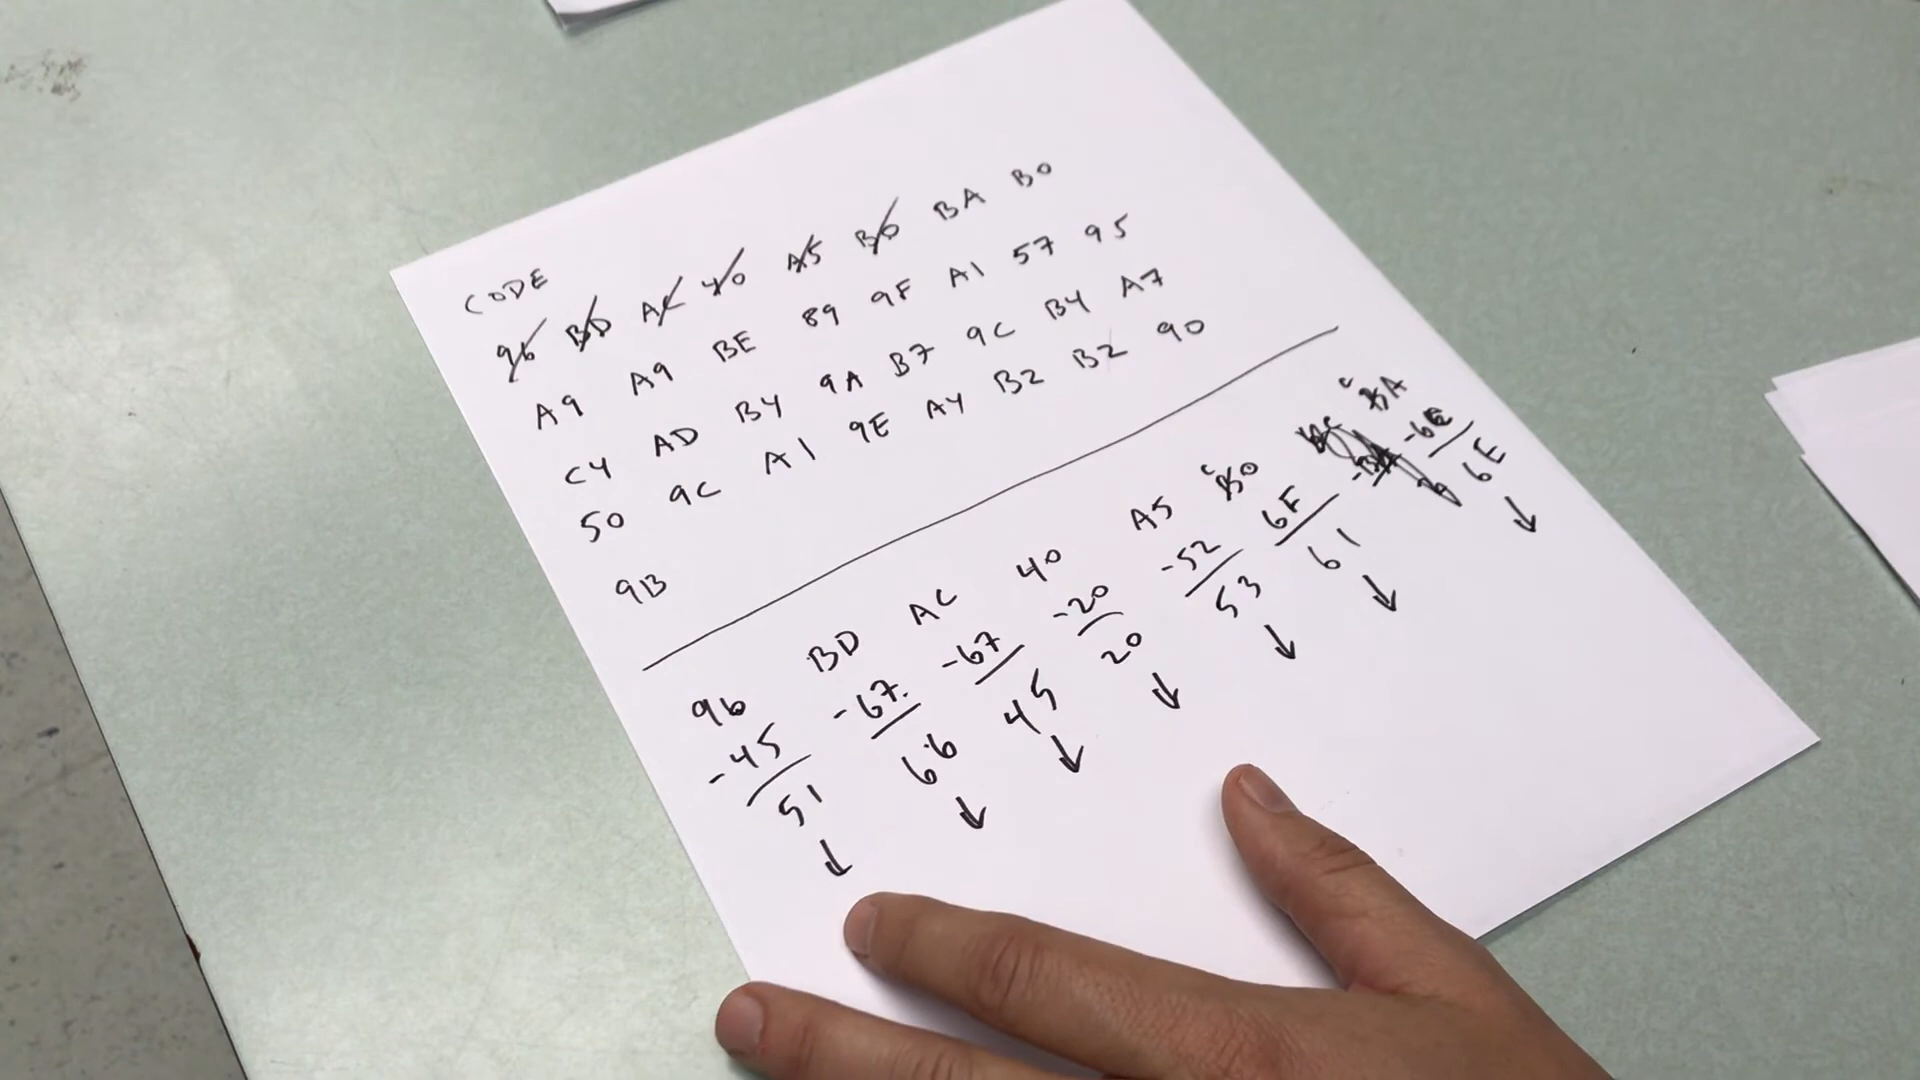 CODE
96 BD AC 40 A5 B0 BA B0
A9 A9 BE 89 9F A1 57 95
C4 AD B4 9A B7 9C B4 A7
50 9C A1 9E A4 B2 B2 90
9B
96 BD AC 40 A5 C B0 C BA
-45 -67 -67 -20 -52 6F -6E
51 66 45 20 53 61 6E